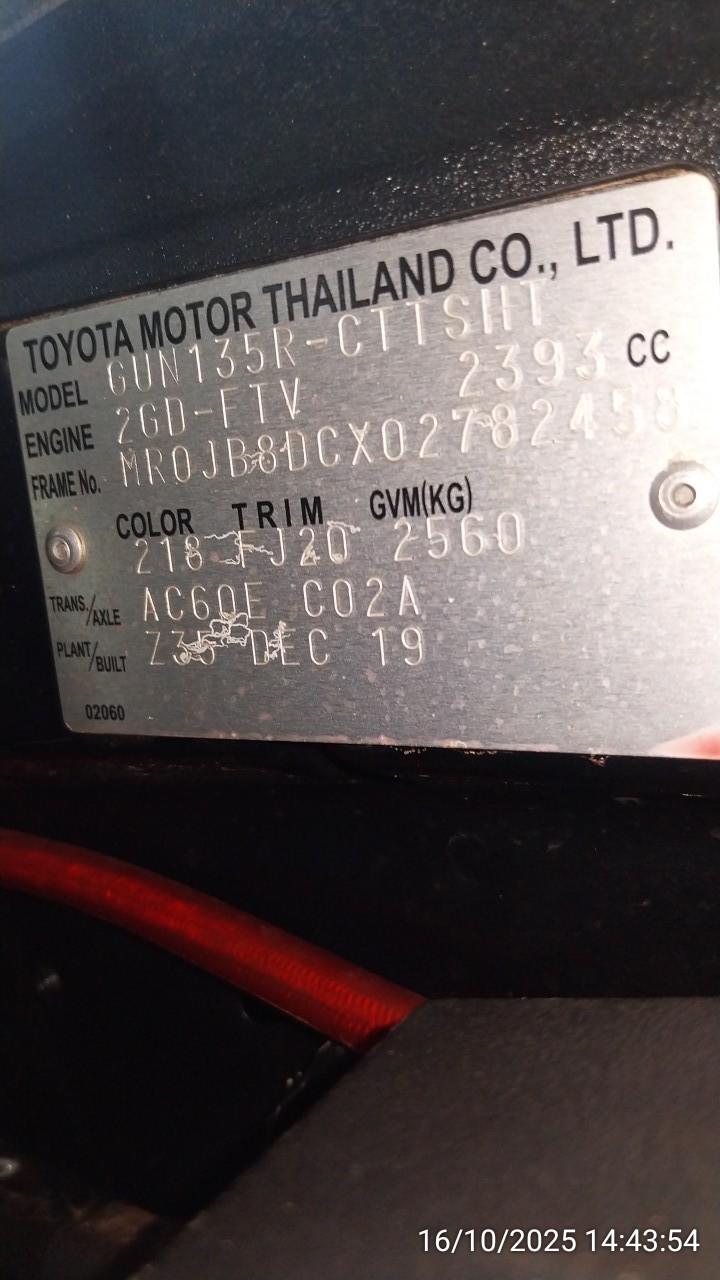 TOYOTA MOTOR THAILAND CO., LTD.
MODEL GUN135R-CTTSHT
ENGINE 2GD-FTV 2393 CC
FRAME No. MR0JB8DCX02782458
COLOR TRIM GVM(KG)
218 FJ20 2560
TRANS./AXLE AC60E C02A
PLANT/BUILT Z35 DEC 19
02060
16/10/2025 14:43:54